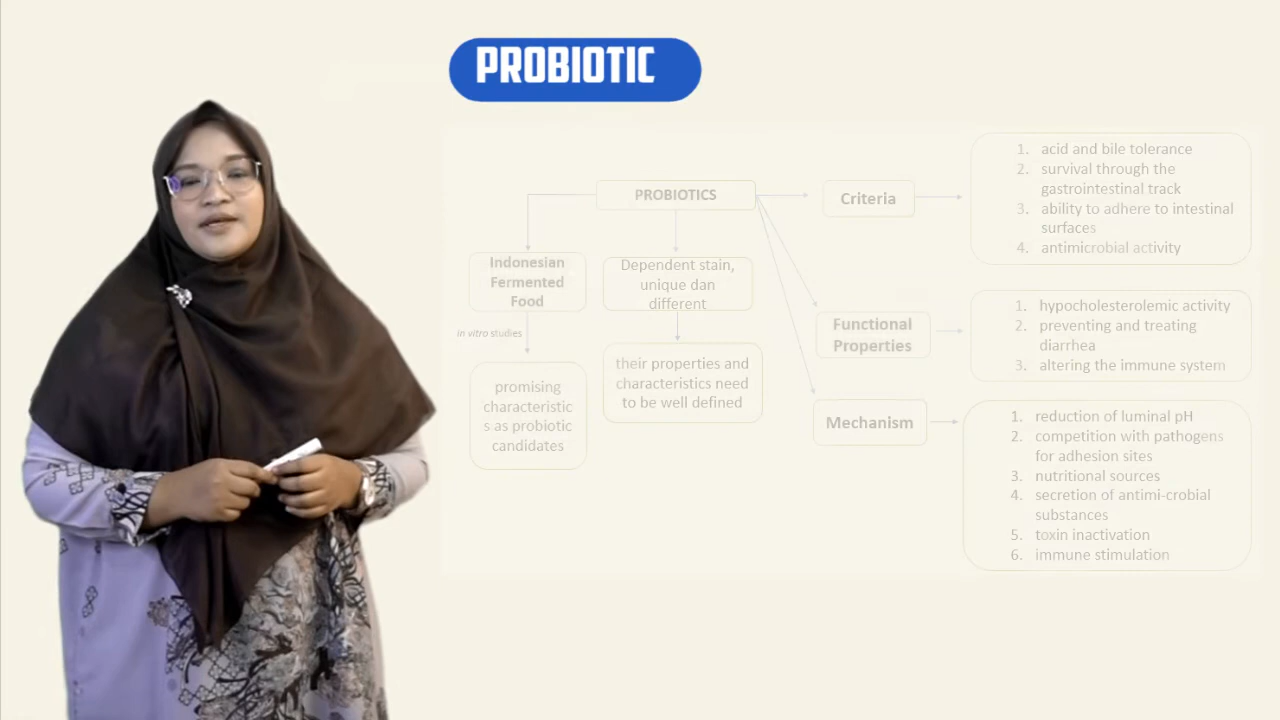 PROBIOTIC
PROBIOTICS
Indonesian
Fermented
Food
in vitro studies
promising
characteristic
s as probiotic
candidates
Dependent stain,
unique dan
different
their properties and
characteristics need
to be well defined
Criteria
1. acid and bile tolerance
2. survival through the
gastrointestinal track
3. ability to adhere to intestinal
surfaces
4. antimicrobial activity
Functional
Properties
1. hypocholesterolemic activity
2. preventing and treating
diarrhea
3. altering the immune system
Mechanism
1. reduction of luminal pH
2. competition with pathogens
for adhesion sites
3. nutritional sources
4. secretion of antimi-crobial
substances
5. toxin inactivation
6. immune stimulation